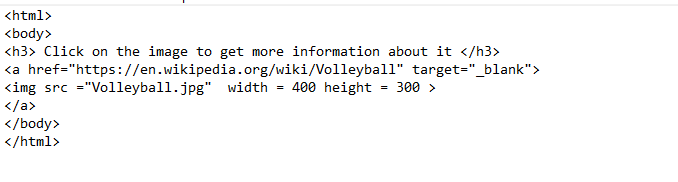 <html>
<body>
<h3> Click on the image to get more information about it </h3>
<a href="https://en.wikipedia.org/wiki/Volleyball" target="_blank">
<img src ="Volleyball.jpg"  width = 400 height = 300 >
</a>
</body>
</html>